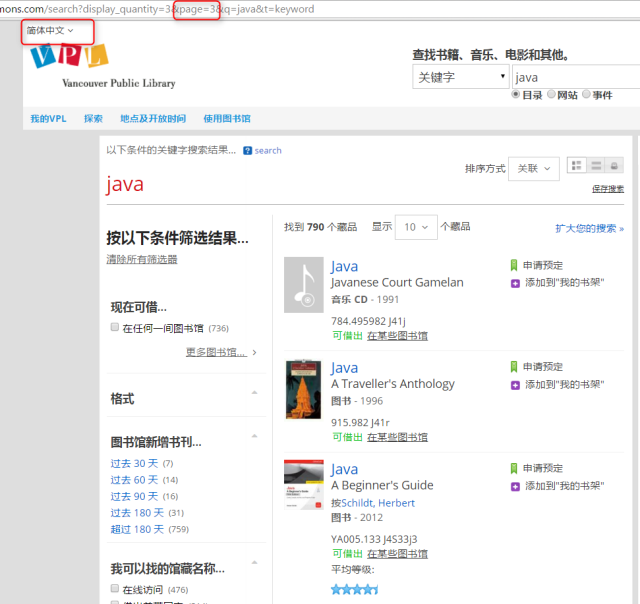 mons.com/search?display_quantity=3&page=3&q=java&t=keyword
简体中文
VPL
Vancouver Public Library
查找书籍、音乐、电影和其他。
关键字
java
目录 网站 事件
我的VPL 探索 地点及开放时间 使用图书馆
以下条件的关键字搜索结果... ? search
java
排序方式 关联
保存搜索
按以下条件筛选结果...
清除所有筛选器
现在可借...
在任何一间图书馆 (736)
更多图书馆...
格式
图书馆新增书刊...
过去 30 天 (7)
过去 60 天 (14)
过去 90 天 (16)
过去 180 天 (31)
超过 180 天 (759)
我可以找的馆藏名称...
在线访问 (476)
找到 790 个藏品 显示 10 个藏品 扩大您的搜索 »
Java
Javanese Court Gamelan
音乐 CD - 1991
784.495982 J41j
可借出 在某些图书馆
申请预定
添加到"我的书架"
Java
A Traveller's Anthology
图书 - 1996
915.982 J41r
可借出 在某些图书馆
申请预定
添加到"我的书架"
Java
A Beginner's Guide
按Schildt, Herbert
图书 - 2012
YA005.133 J4S33j3
可借出 在某些图书馆
平均等级:
申请预定
添加到"我的书架"